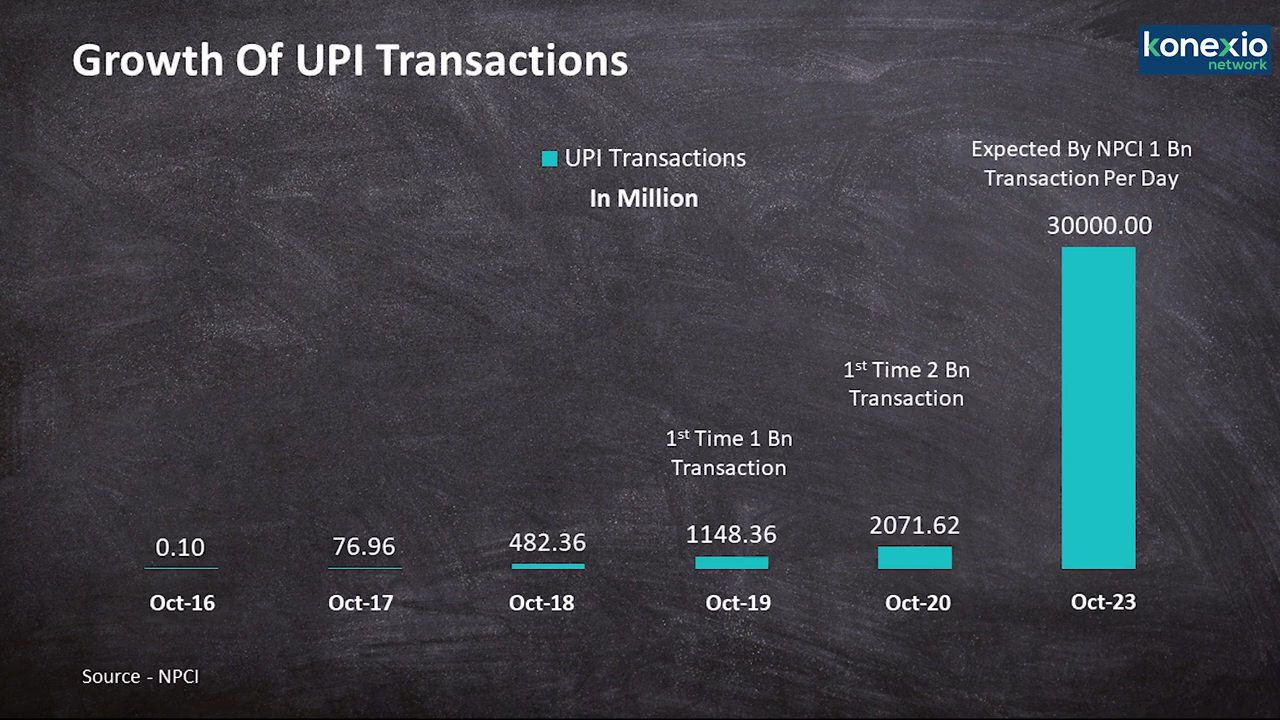 Growth Of UPI Transactions
konexio
network
UPI Transactions
In Million
Expected By NPCI 1 Bn
Transaction Per Day
30000.00
1st Time 2 Bn
Transaction
1st Time 1 Bn
Transaction
0.10
76.96
482.36
1148.36
2071.62
Oct-16
Oct-17
Oct-18
Oct-19
Oct-20
Oct-23
Source - NPCI